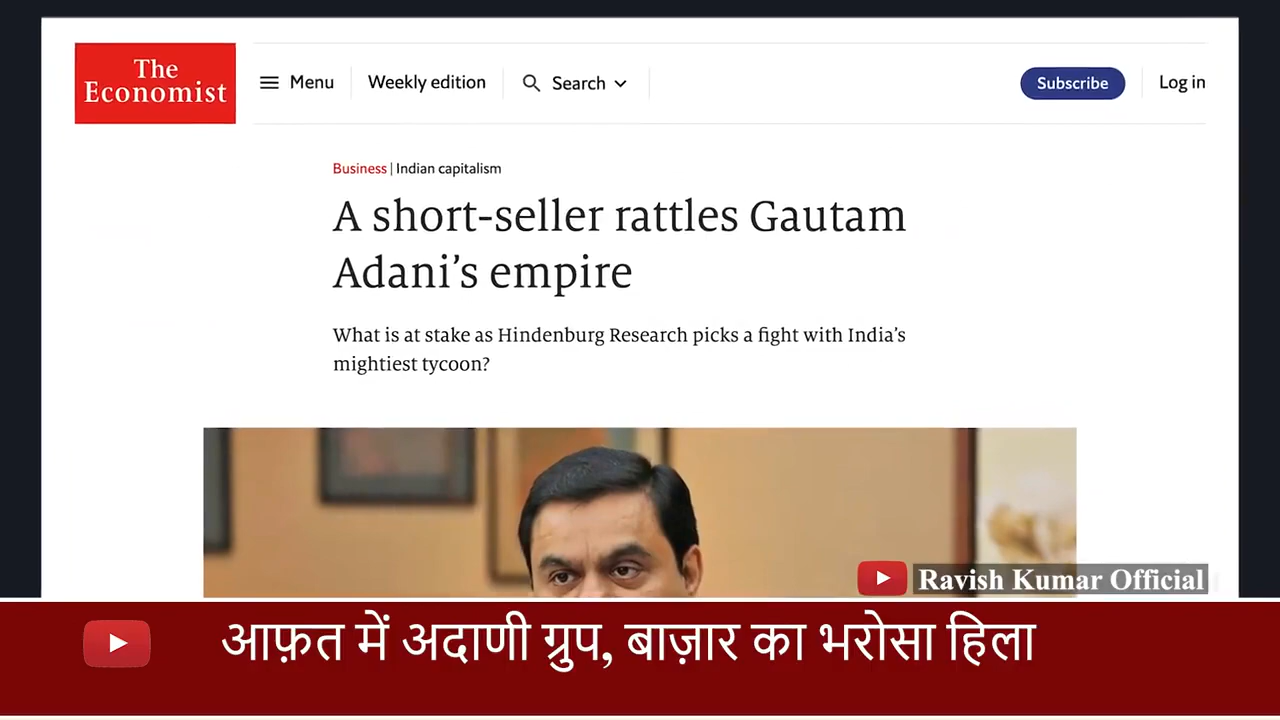 The
Economist
Menu
Weekly edition
Search
Subscribe
Log in
Business | Indian capitalism
A short-seller rattles Gautam
Adani’s empire
What is at stake as Hindenburg Research picks a fight with India’s
mightiest tycoon?
Ravish Kumar Official
आफ़त में अदाणी ग्रुप, बाज़ार का भरोसा हिला